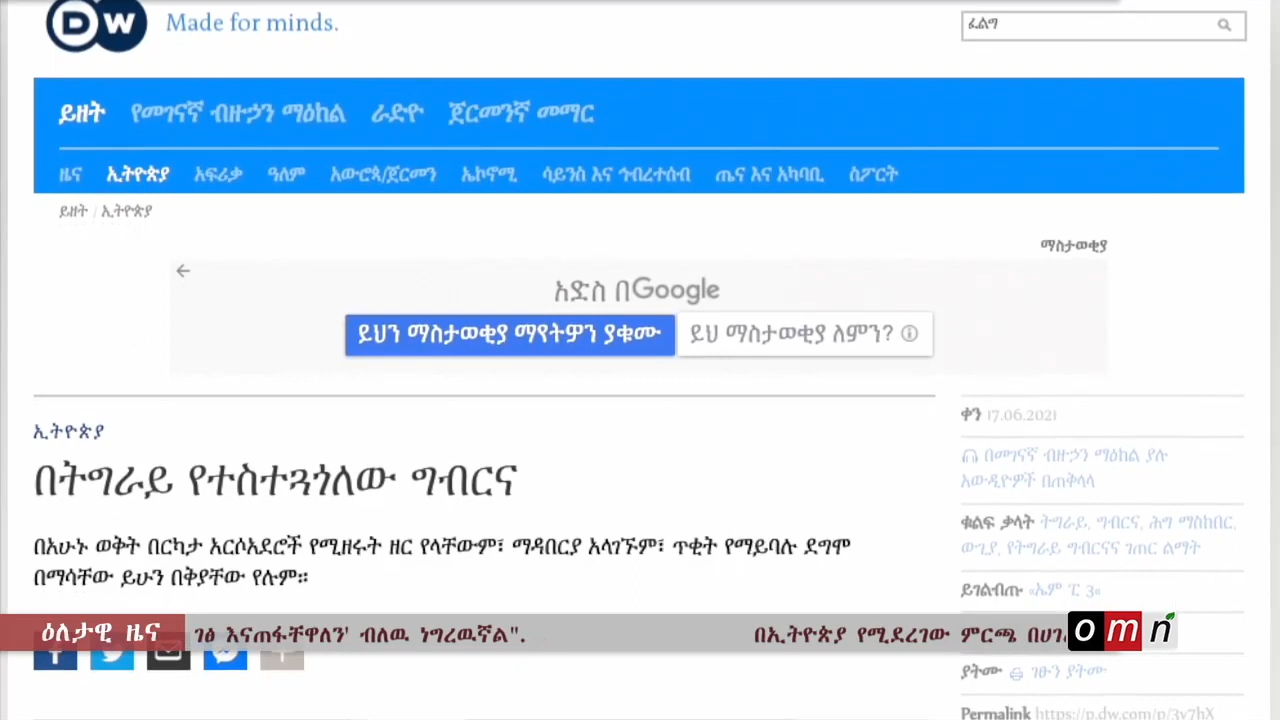 DW Made for minds.
ፈልግ
ይዘት የመገናኛ ብዙኃን ማዕከል ራድዮ ጀርመንኛ መማር
ዜና ኢትዮጵያ አፍሪቃ ዓለም አውሮጳ/ጀርመን ኤኮኖሚ ሳይንስ እና ኅብረተሰብ ጤና እና አካባቢ ስፖርት
ይዘት / ኢትዮጵያ
ማስታወቂያ
አድስ በGoogle
ይህን ማስታወቂያ ማየትዎን ያቁሙ ይህ ማስታወቂያ ለምን?
ኢትዮጵያ
በትግራይ የተስተጓጎለው ግብርና
በአሁኑ ወቅት በርካታ አርሶአደሮች የሚዘሩት ዘር የላቸውም፣ ማዳበርያ አላገኙም፣ ጥቂት የማይባሉ ደግሞ
በማሳቸው ይሁን በቅያቸው የሉም።
ቀን 17.06.2021
በመገናኛ ብዙኃን ማዕከል ያሉ
አውዲዮዎች በጠቅላላ
ቁልፍ ቃላት ትግራይ, ግብርና, ሕግ ማስከበር,
ውጊያ, የትግራይ ግብርናና ገጠር ልማት
ይገልብጡ «ኤም ፒ 3»
ያትሙ ገፁን ያትሙ
Permalink https://p.dw.com/p/3v7hX
ዕለታዊ ዜና ገፅ እናጠፋቸዋለን' ብለዉ ነግረዉኛል". በኢትዮጵያ የሚደረገው ምርጫ
omn